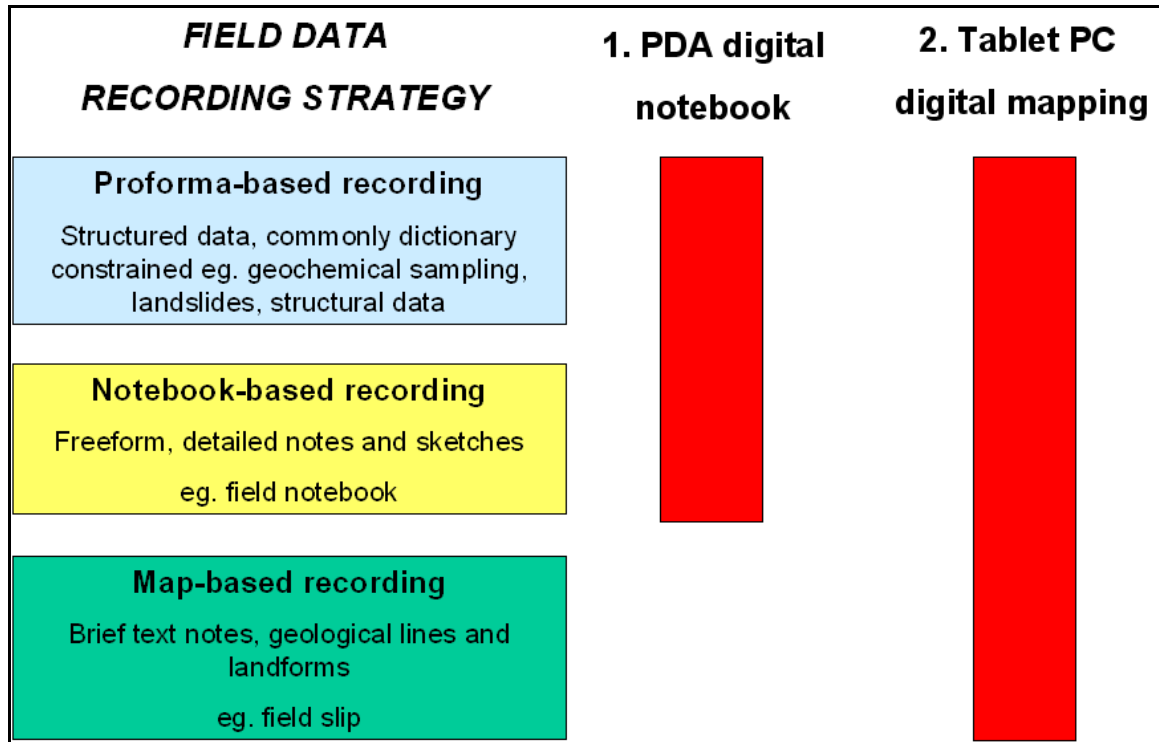 FIELD DATA
RECORDING STRATEGY
1. PDA digital
notebook
2. Tablet PC
digital mapping
Proforma-based recording
Structured data, commonly dictionary
constrained eg. geochemical sampling,
landslides, structural data
Notebook-based recording
Freeform, detailed notes and sketches
eg. field notebook
Map-based recording
Brief text notes, geological lines and
landforms
eg. field slip